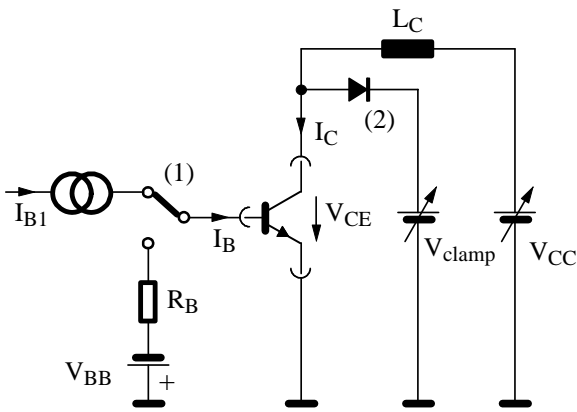 L_C
(2)
I_C
(1)
I_B1
I_B
V_CE
V_clamp
V_CC
R_B
V_BB
+